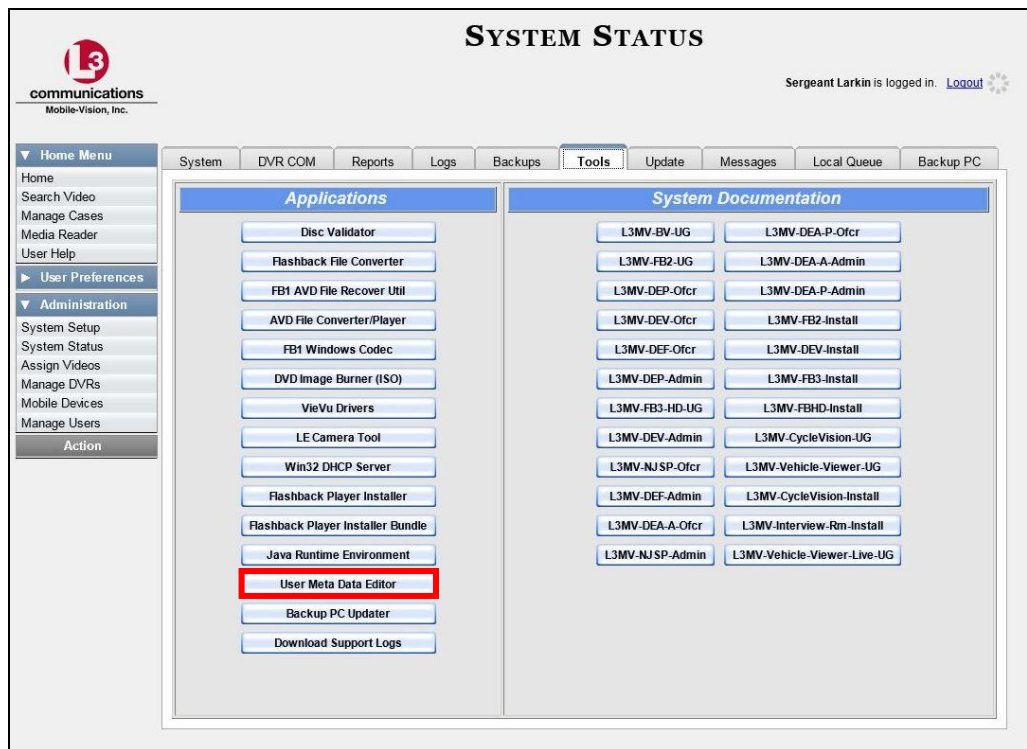 SYSTEM STATUS
L3
communications
Mobile-Vision, Inc.
Sergeant Larkin is logged in. Logout
Home Menu
Home
Search Video
Manage Cases
Media Reader
User Help
User Preferences
Administration
System Setup
System Status
Assign Videos
Manage DVRs
Mobile Devices
Manage Users
Action
System DVR COM Reports Logs Backups Tools Update Messages Local Queue Backup PC
Applications
Disc Validator
Flashback File Converter
FB1 AVD File Recover Util
AVD File Converter/Player
FB1 Windows Codec
DVD Image Burner (ISO)
VieVu Drivers
LE Camera Tool
Win32 DHCP Server
Flashback Player Installer
Flashback Player Installer Bundle
Java Runtime Environment
User Meta Data Editor
Backup PC Updater
Download Support Logs
System Documentation
L3MV-BV-UG L3MV-DEA-P-Ofcr
L3MV-FB2-UG L3MV-DEA-A-Admin
L3MV-DEP-Ofcr L3MV-DEA-P-Admin
L3MV-DEV-Ofcr L3MV-FB2-Install
L3MV-DEF-Ofcr L3MV-DEV-Install
L3MV-DEP-Admin L3MV-FB3-Install
L3MV-FB3-HD-UG L3MV-FBHD-Install
L3MV-DEV-Admin L3MV-CycleVision-UG
L3MV-NJSP-Ofcr L3MV-Vehicle-Viewer-UG
L3MV-DEF-Admin L3MV-CycleVision-Install
L3MV-DEA-A-Ofcr L3MV-Interview-Rm-Install
L3MV-NJSP-Admin L3MV-Vehicle-Viewer-Live-UG